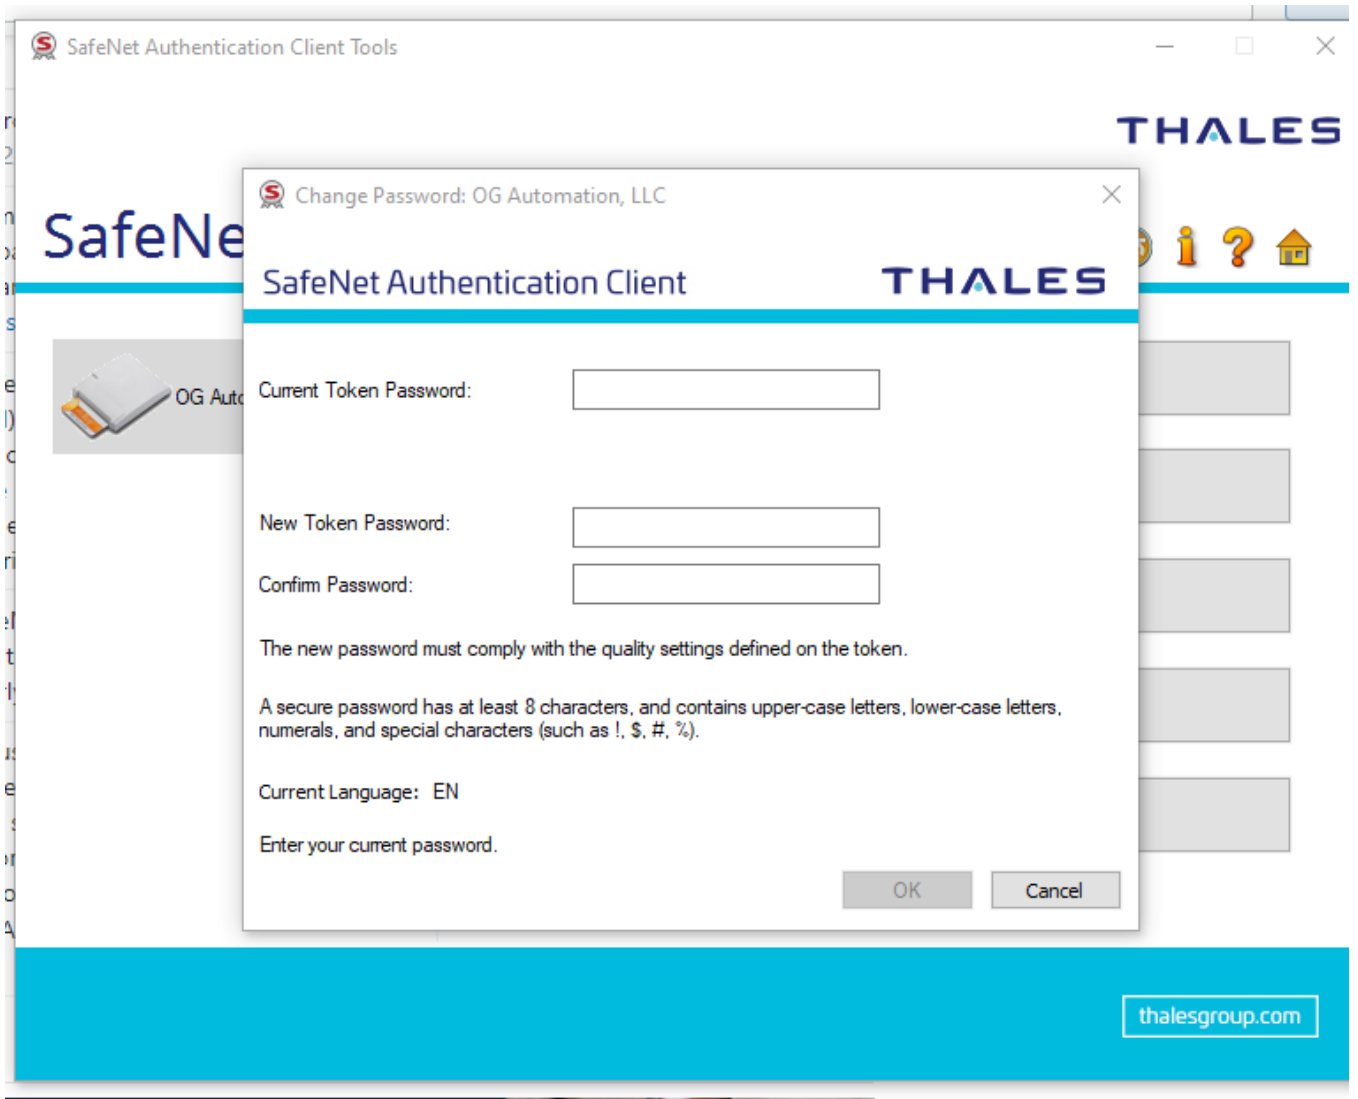 SafeNet Authentication Client Tools
THALES
Change Password: OG Automation, LLC
SafeNe
SafeNet Authentication Client
THALES
OG Auto
Current Token Password:
New Token Password:
Confirm Password:
The new password must comply with the quality settings defined on the token.
A secure password has at least 8 characters, and contains upper-case letters, lower-case letters,
numerals, and special characters (such as !, $, #, %).
Current Language: EN
Enter your current password.
OK
Cancel
thalesgroup.com